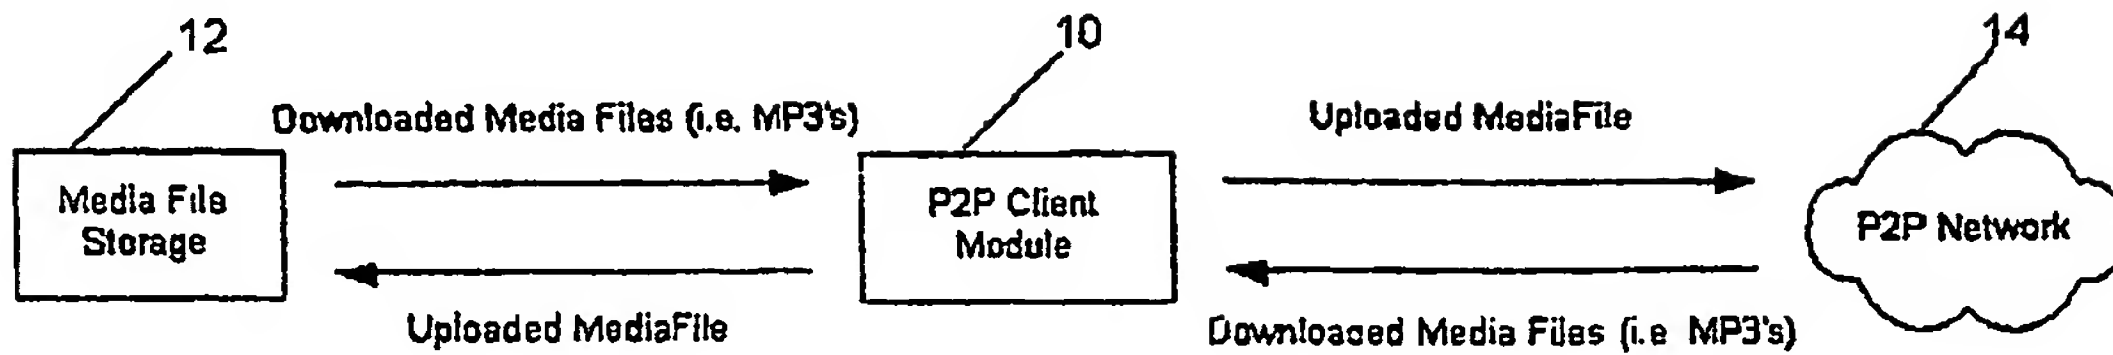 12
10
14
Downloaded Media Files (i.e. MP3's)
Uploaded MediaFile
Media File
Storage
P2P Client
Module
P2P Network
Uploaded MediaFile
Downloaded Media Files (i.e MP3's)